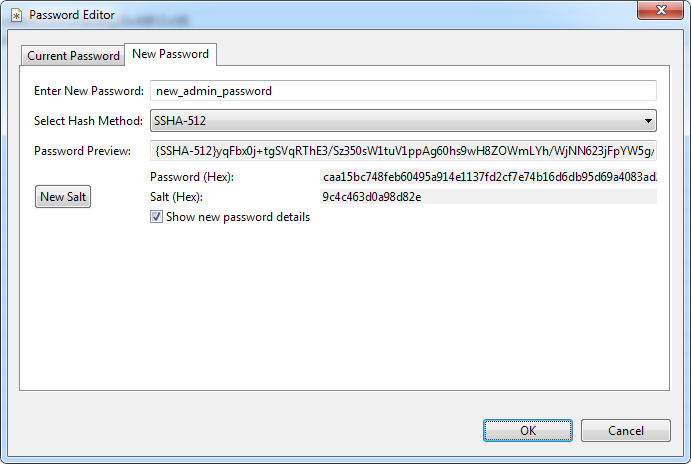 Password Editor
Current Password New Password
Enter New Password: new_admin_password
Select Hash Method: SSHA-512
Password Preview: {SSHA-512}yqFbx0j+tgSVqRThE3/Sz350sW1tuV1ppAg60hs9wH8ZOWmLYh/WjNN623jFpYW5g/
Password (Hex): caa15bc748feb60495a914e1137fd2cf7e74b16d6db95d69a4083ad
New Salt Salt (Hex): 9c4c463d0a98d82e
Show new password details
OK Cancel